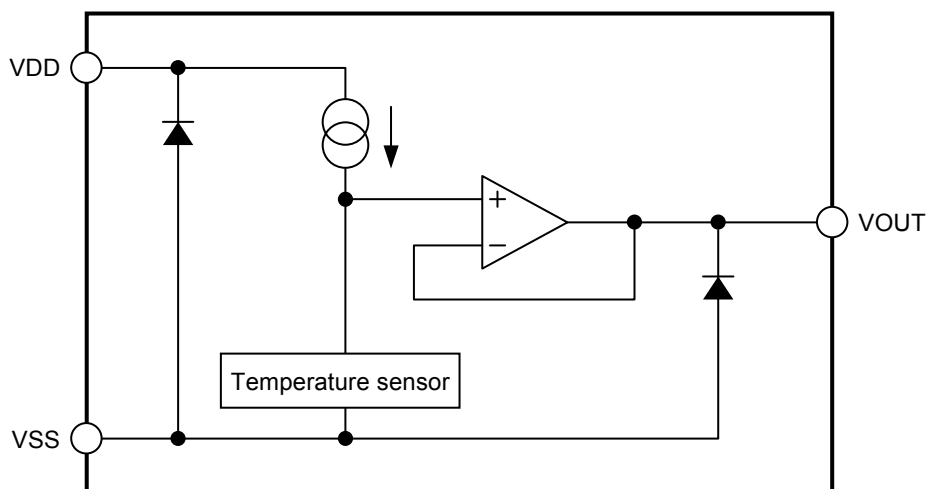 VDD
+
VOUT
−
Temperature sensor
VSS